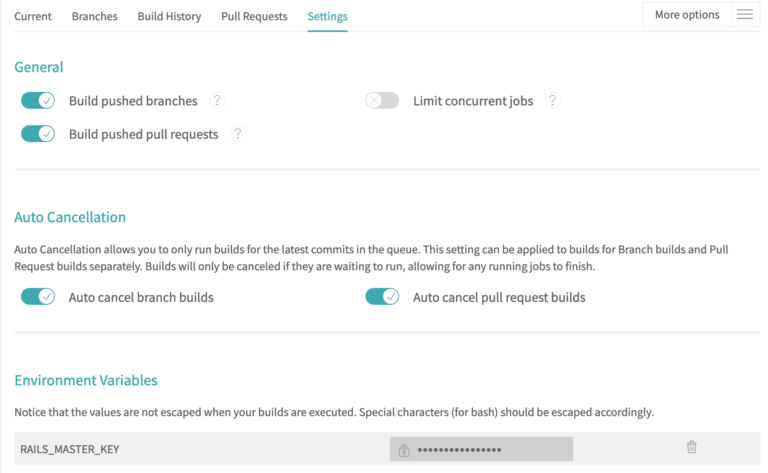 Current Branches Build History Pull Requests Settings More options
General
Build pushed branches ? Limit concurrent jobs ?
Build pushed pull requests ?
Auto Cancellation
Auto Cancellation allows you to only run builds for the latest commits in the queue. This setting can be applied to builds for Branch builds and Pull
Request builds separately. Builds will only be canceled if they are waiting to run, allowing for any running jobs to finish.
Auto cancel branch builds Auto cancel pull request builds
Environment Variables
Notice that the values are not escaped when your builds are executed. Special characters (for bash) should be escaped accordingly.
RAILS_MASTER_KEY ••••••••••••••••